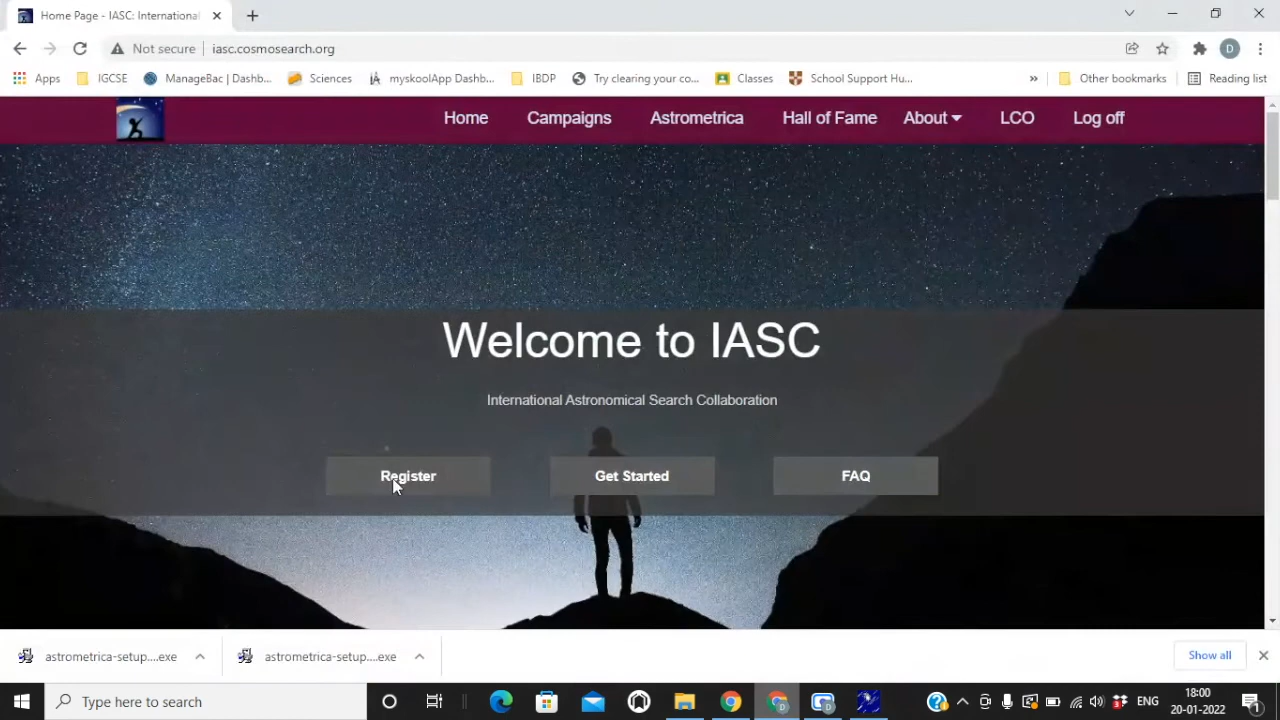 Home Page - IASC: International
Not secure iasc.cosmosearch.org
D
Apps IGCSE ManageBac | Dashb... Sciences myskoolApp Dashb... IBDP Try clearing your co... Classes School Support Hu... » Other bookmarks Reading list
Home Campaigns Astrometrica Hall of Fame About LCO Log off
Welcome to IASC
International Astronomical Search Collaboration
Register Get Started FAQ
astrometrica-setup....exe astrometrica-setup....exe Show all
Type here to search ENG 18:00
20-01-2022